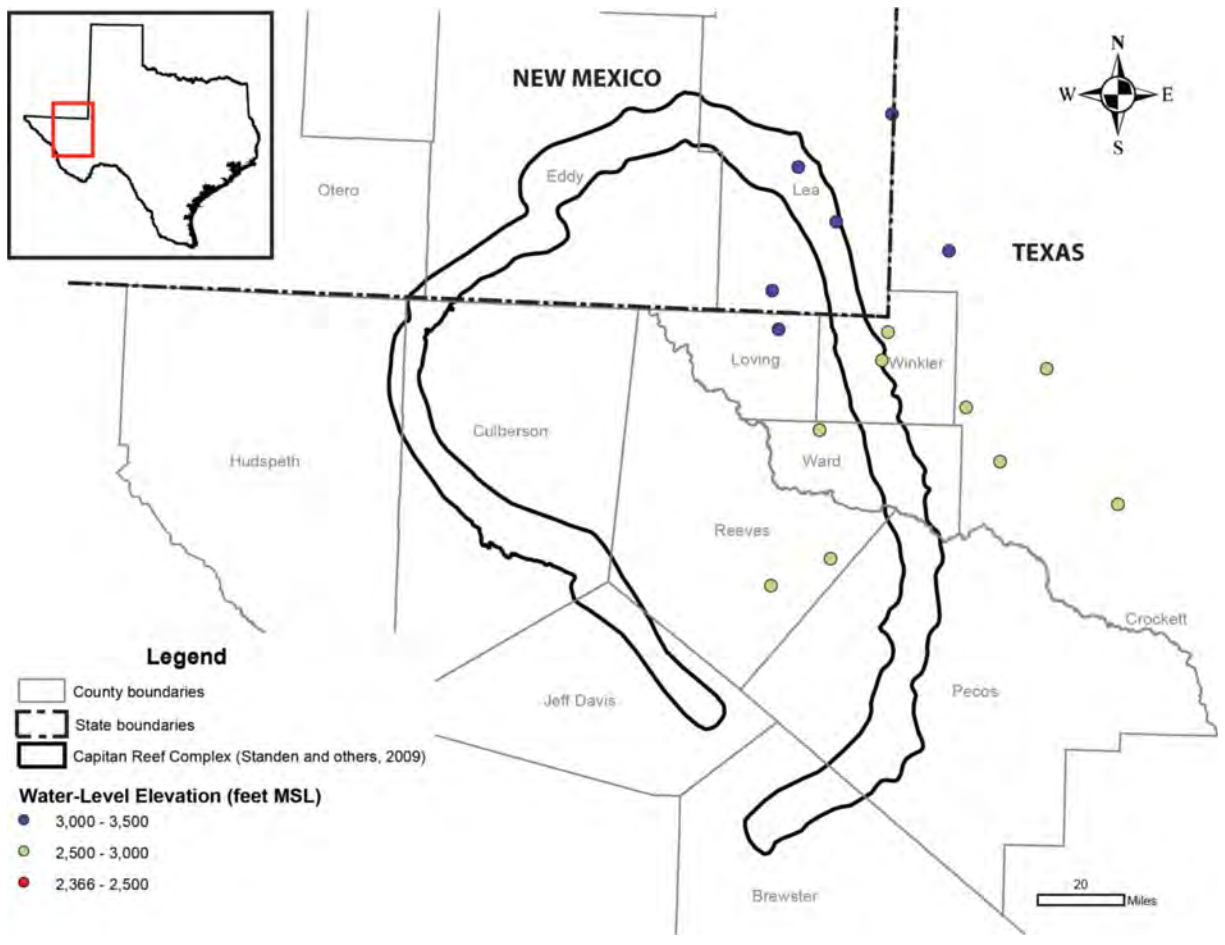 N
W E
S
NEW MEXICO
Eddy
Lea
Otero
TEXAS
Loving
Winkler
Culberson
Ward
Hudspeth
Reeves
Crockett
Jeff Davis
Pecos
Brewster
Legend
County boundaries
State boundaries
Capitan Reef Complex (Standen and others, 2009)
Water-Level Elevation (feet MSL)
3,000 - 3,500
2,500 - 3,000
2,366 - 2,500
20
Miles